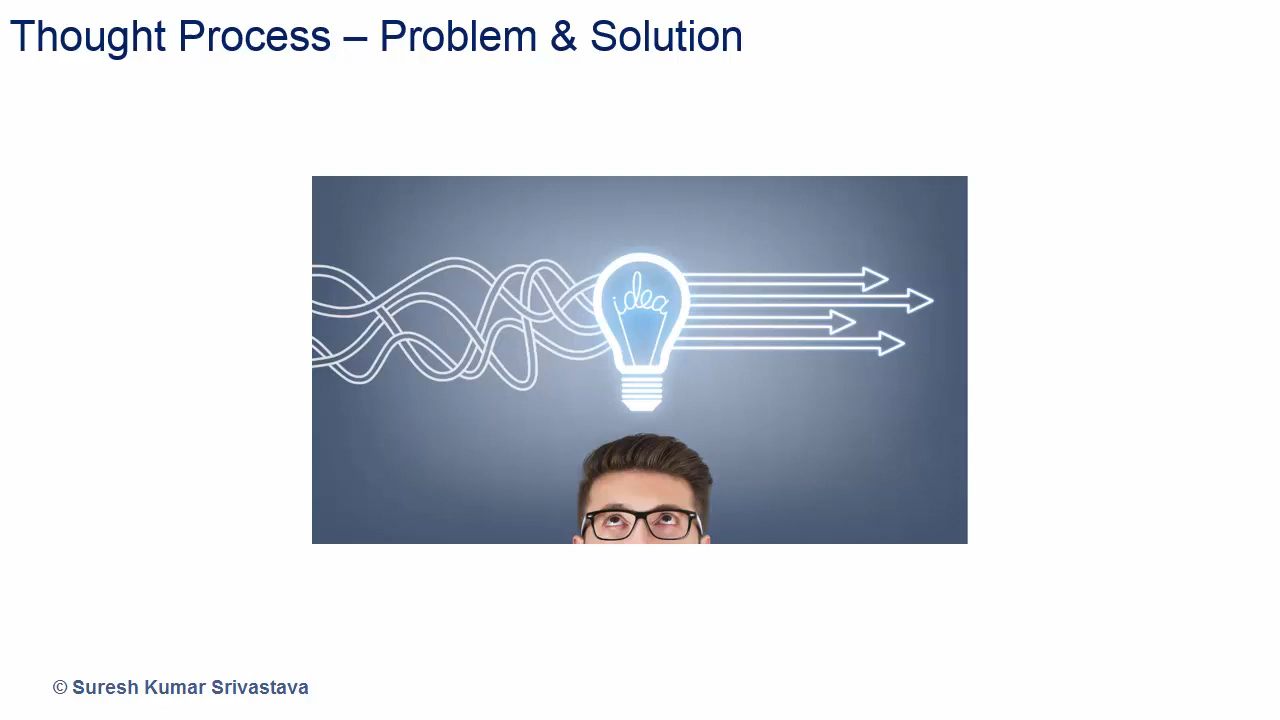 Thought Process – Problem & Solution
idea
© Suresh Kumar Srivastava